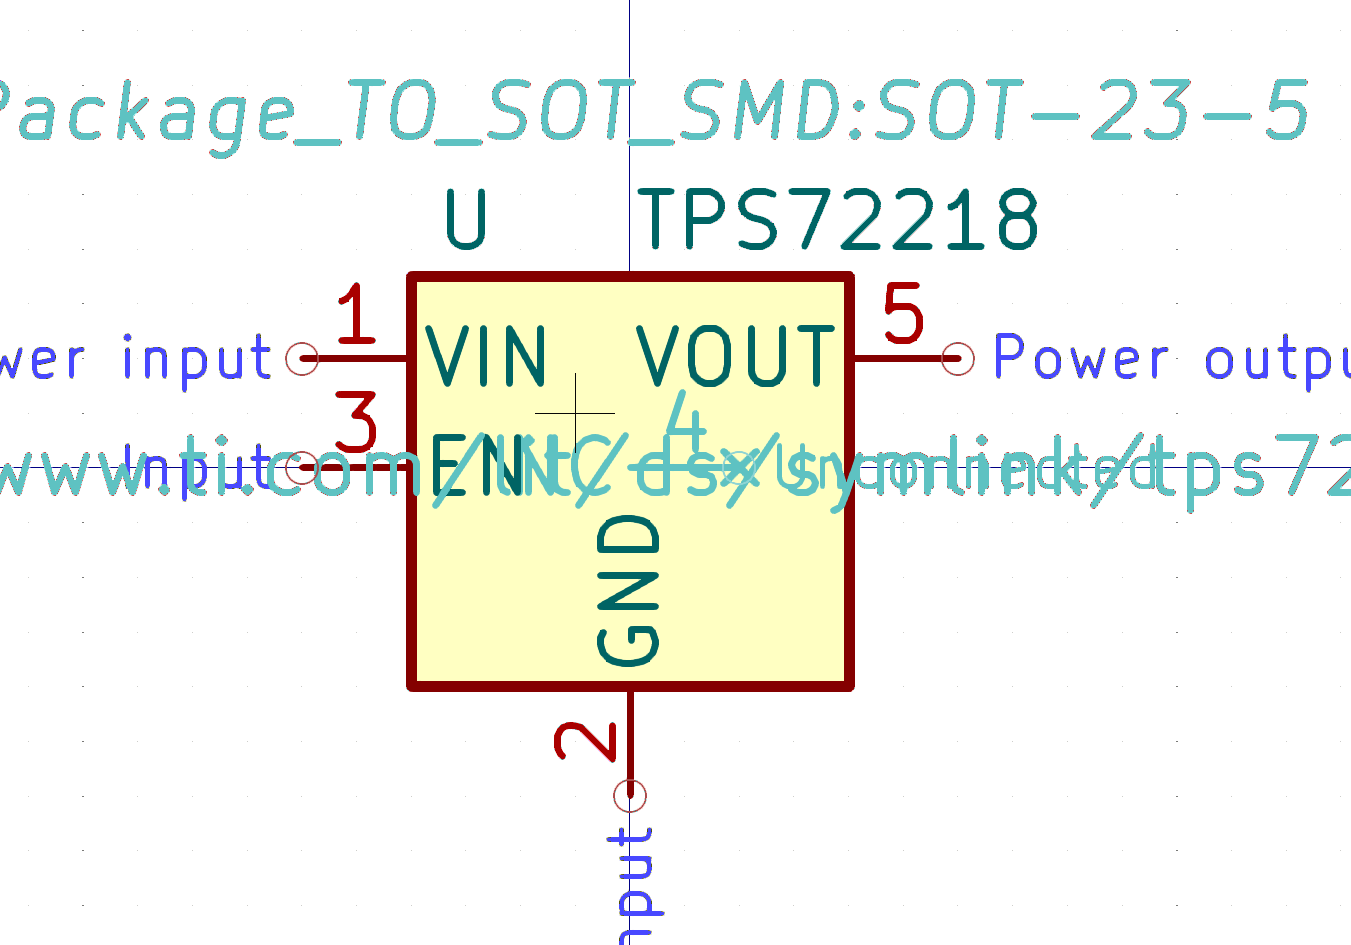 Package_TO_SOT_SMD:SOT-23-5
U TPS72218
1 5
wer input VIN VOUT Power outpu
3 4
Input EN NC Unconnected
www.ti.com/lit/ds/symlink/tps72
GND
2
nput